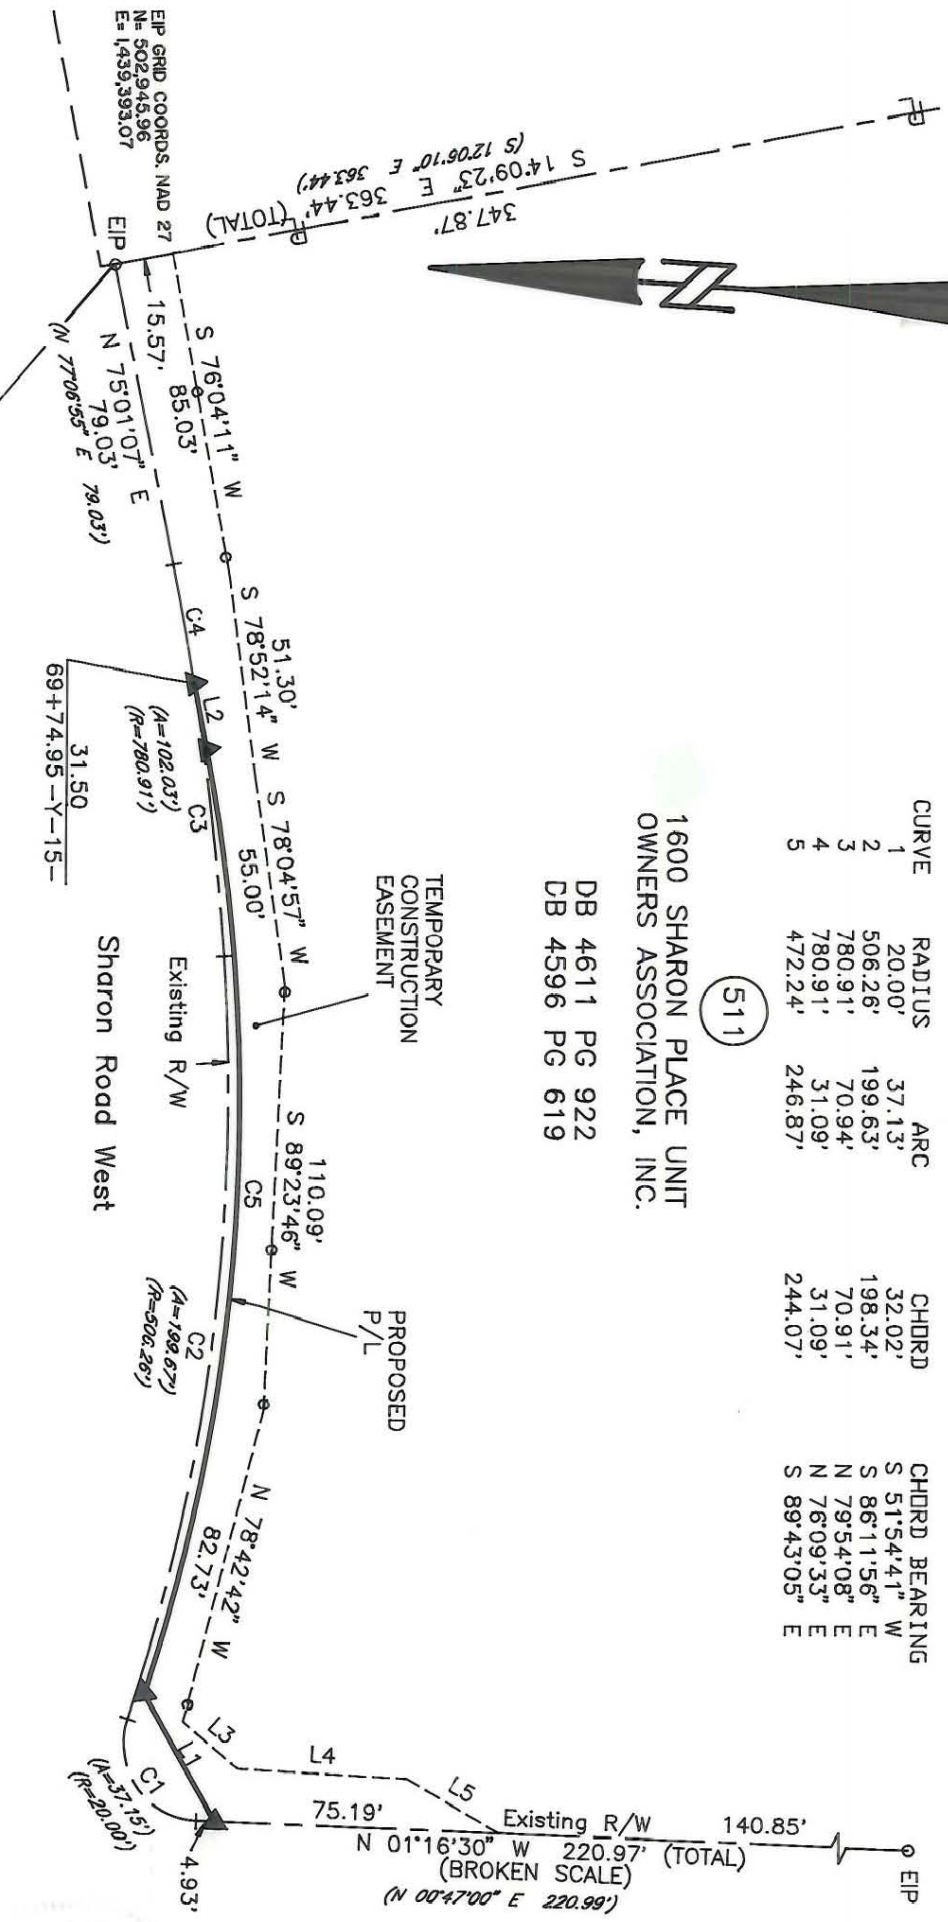 CURVE RADIUS ARC CHORD CHORD BEARING
1 20.00' 37.13' 32.02' S 51°54'41" W
2 506.26' 199.63' 198.34' S 86°11'56" E
3 780.91' 70.94' 70.91' N 79°54'08" E
4 780.91' 31.09' 31.09' N 76°09'33" E
5 472.24' 246.87' 244.07' S 89°43'05" E
511
1600 SHARON PLACE UNIT
OWNERS ASSOCIATION, INC.
DB 4611 PG 922
CB 4596 PG 619
N
347.87'
S 14°09'23" E 363.44' (TOTAL)
(S 12°06'10" E 363.44')
EIP GRID COORDS. NAD 27
N= 502,945.96
E= 1,439,393.07
EIP
15.57'
S 76°04'11" W
85.03'
N 75°01'07" E
79.03'
(N 77°06'55" E 79.03')
51.30'
S 78°52'14" W
S 78°04'57" W
55.00'
TEMPORARY
CONSTRUCTION
EASEMENT
110.09'
S 89°23'46" W
PROPOSED
P/L
N 78°42'42" W
82.73'
C4
L2
C3
(A=102.03')
(R=780.91')
31.50
69+74.95-Y-15-
Existing R/W
Sharon Road West
C5
C2
(A=199.67')
(R=506.26')
L3
L4
L5
L1
C1
(A=37.15')
(R=20.00')
4.93'
75.19'
Existing R/W
140.85'
N 01°16'30" W 220.97' (TOTAL)
(BROKEN SCALE)
(N 00°47'00" E 220.99')
EIP